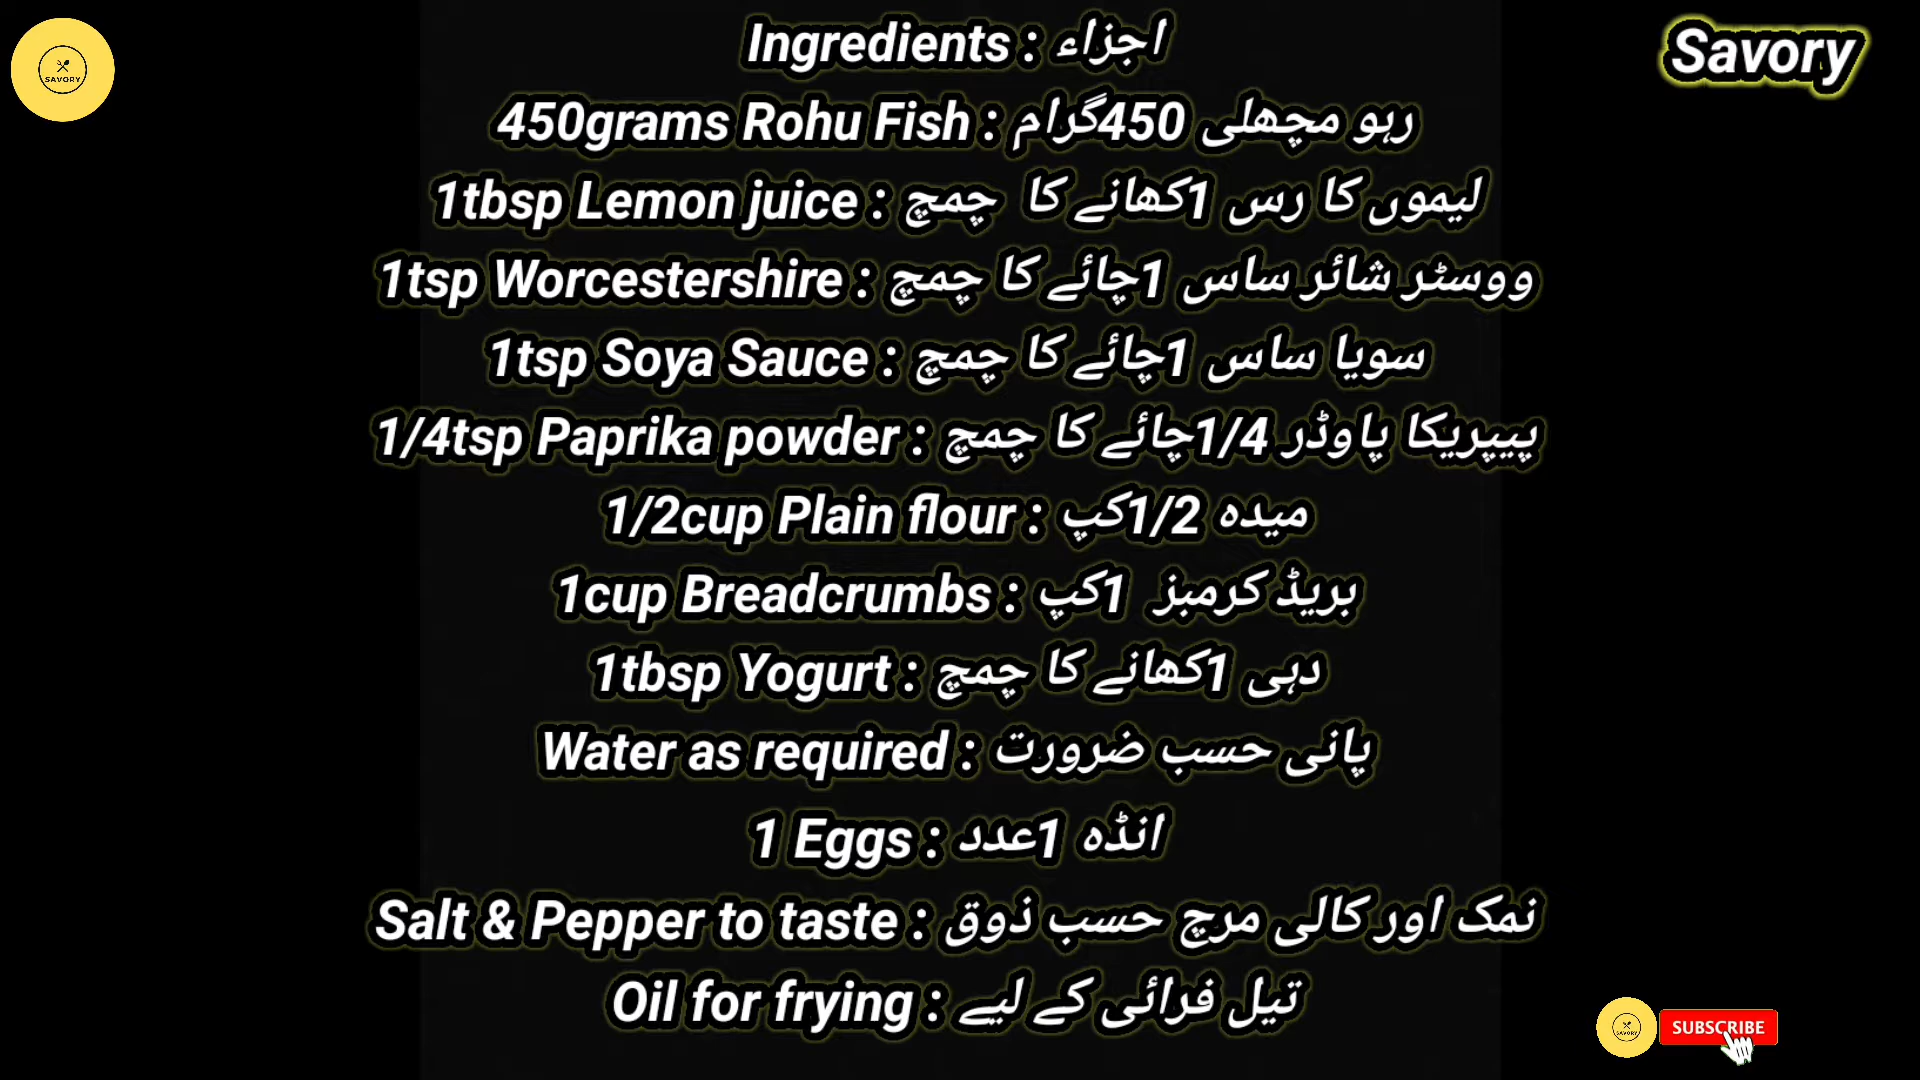 SAVORY
Savory
Ingredients : اجزاء
450grams Rohu Fish : رہو مچھلی 450گرام
1tbsp Lemon juice : لیموں کا رس 1کھانے کا چمچ
1tsp Worcestershire : ووسٹر شائر ساس 1چائے کا چمچ
1tsp Soya Sauce : سویا ساس 1چائے کا چمچ
1/4tsp Paprika powder : پیپریکا پاوڈر 1/4چائے کا چمچ
1/2cup Plain flour : میدہ 1/2کپ
1cup Breadcrumbs : بریڈ کرمبز 1کپ
1tbsp Yogurt : دہی 1کھانے کا چمچ
Water as required : پانی حسب ضرورت
1 Eggs : انڈہ 1عدد
Salt & Pepper to taste : نمک اور کالی مرچ حسب ذوق
Oil for frying : تیل فرائی کے لیے
SAVORY
SUBSCRIBE